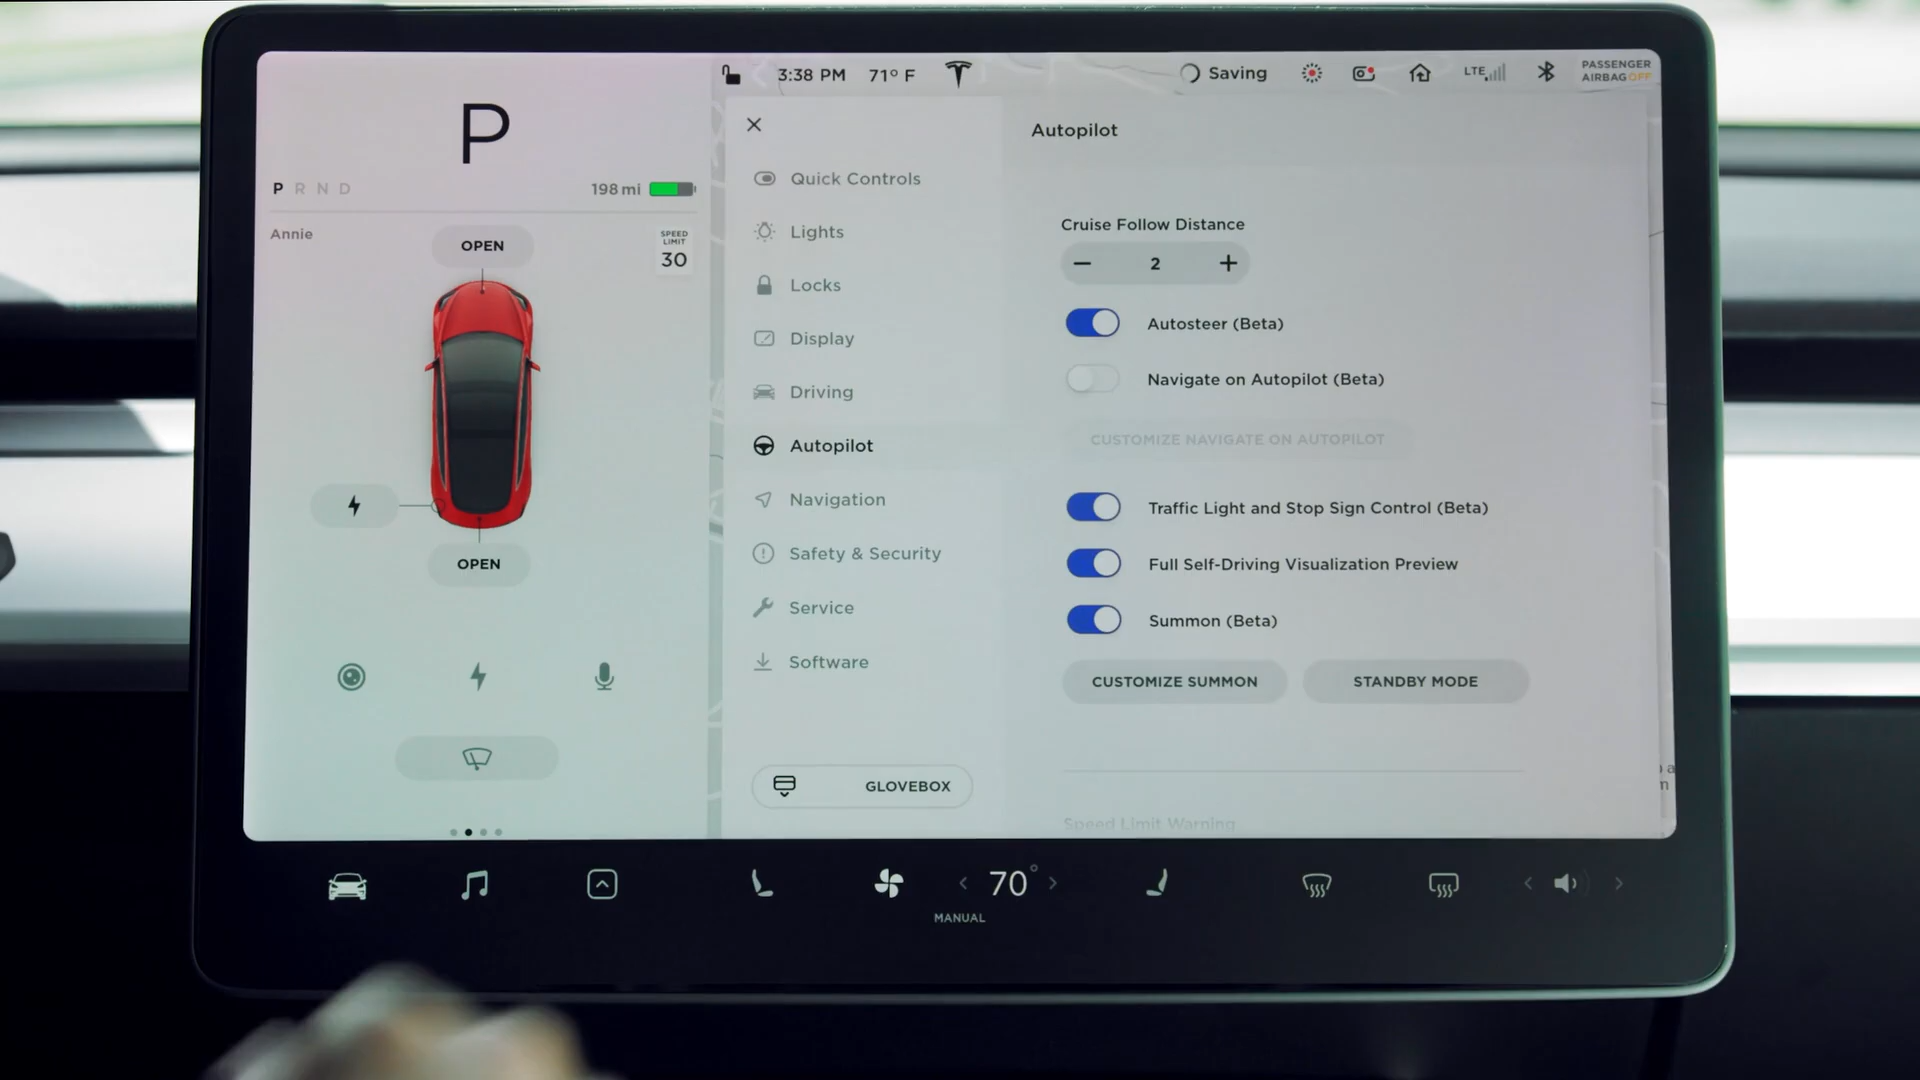 P
P R N D
198 mi
Annie
OPEN
SPEED
LIMIT
30
OPEN
3:38 PM 71° F
Saving
LTE
PASSENGER
AIRBAG OFF
Quick Controls
Lights
Locks
Display
Driving
Autopilot
Navigation
Safety & Security
Service
Software
GLOVEBOX
Autopilot
Cruise Follow Distance
2
Autosteer (Beta)
Navigate on Autopilot (Beta)
CUSTOMIZE NAVIGATE ON AUTOPILOT
Traffic Light and Stop Sign Control (Beta)
Full Self-Driving Visualization Preview
Summon (Beta)
CUSTOMIZE SUMMON
STANDBY MODE
Speed Limit Warning
70°
MANUAL